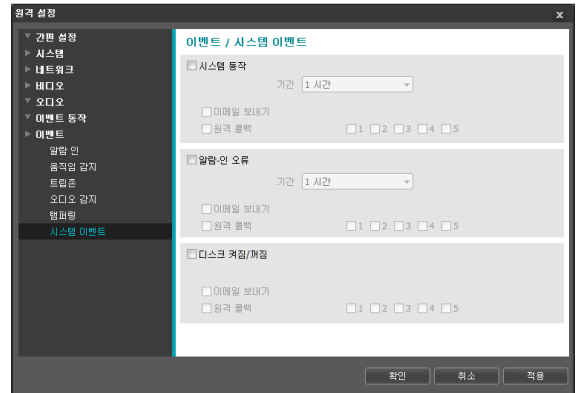 원격 설정 x
간편 설정
시스템
네트워크
비디오
오디오
이벤트 동작
이벤트
알람 인
움직임 감지
트립존
오디오 감지
탬퍼링
시스템 이벤트
이벤트 / 시스템 이벤트
시스템 동작
기간 1 시간
이메일 보내기
원격 콜백 1 2 3 4 5
알람-인 오류
기간 1 시간
이메일 보내기
원격 콜백 1 2 3 4 5
디스크 켜짐/꺼짐
이메일 보내기
원격 콜백 1 2 3 4 5
확인 취소 적용